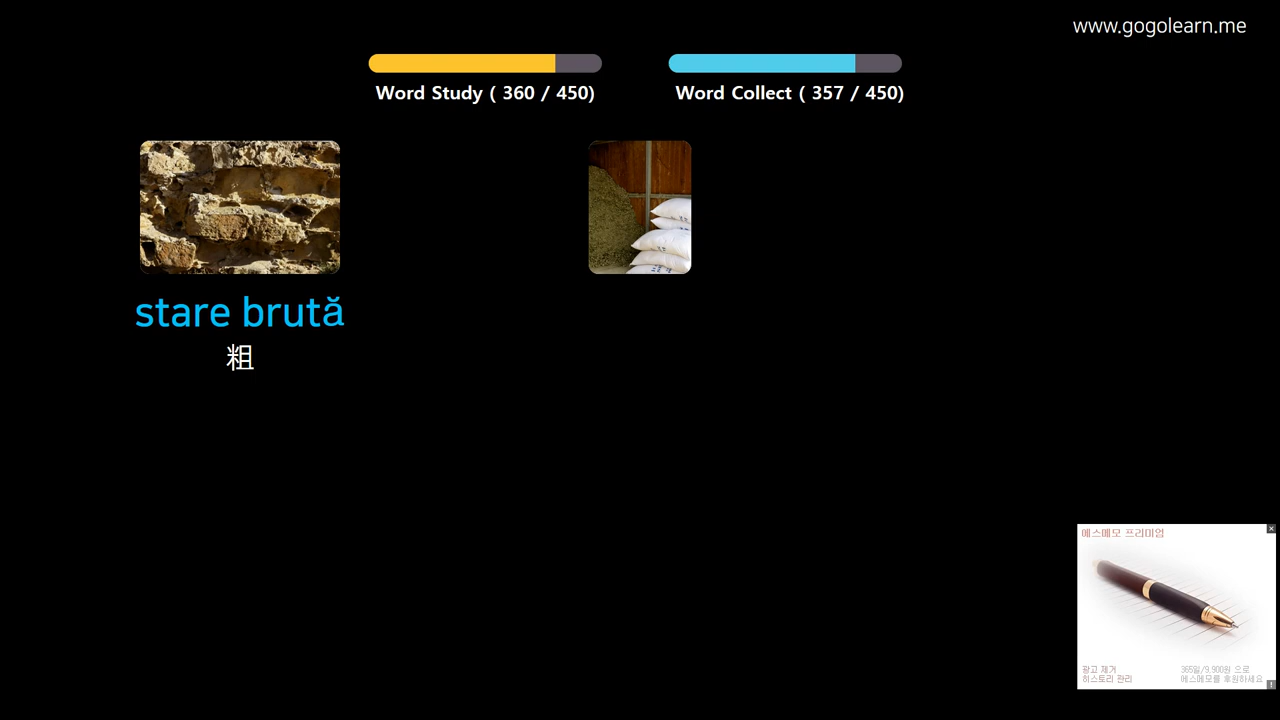 www.gogolearn.me
Word Study ( 360 / 450)
Word Collect ( 357 / 450)
stare brută
粗
에스메모 프리미엄
광고 제거
히스토리 관리
365일/9,900원 으로
에스메모를 후원하세요